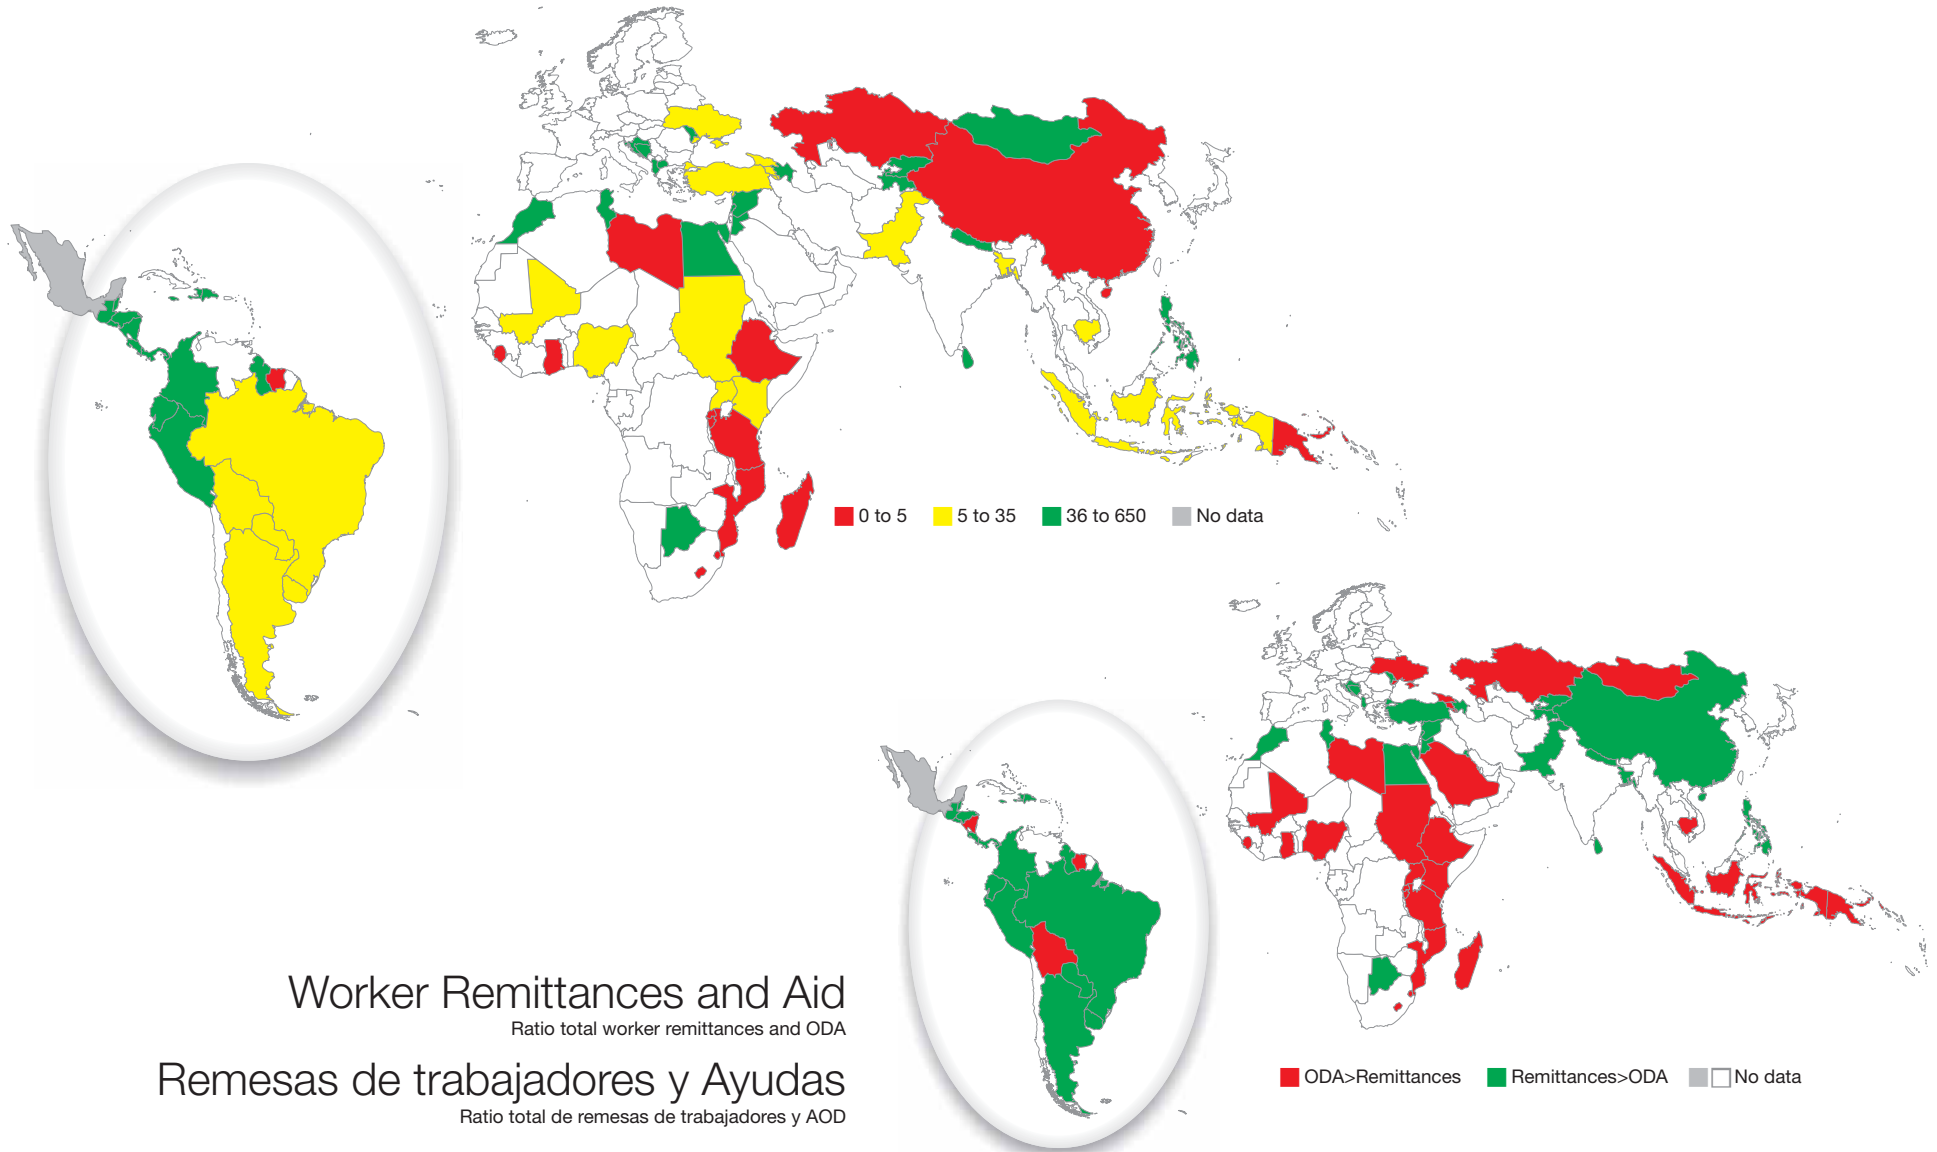 0 to 5
5 to 35
36 to 650
No data
Worker Remittances and Aid
Ratio total worker remittances and ODA
Remesas de trabajadores y Ayudas
Ratio total de remesas de trabajadores y AOD
ODA>Remittances
Remittances>ODA
No data